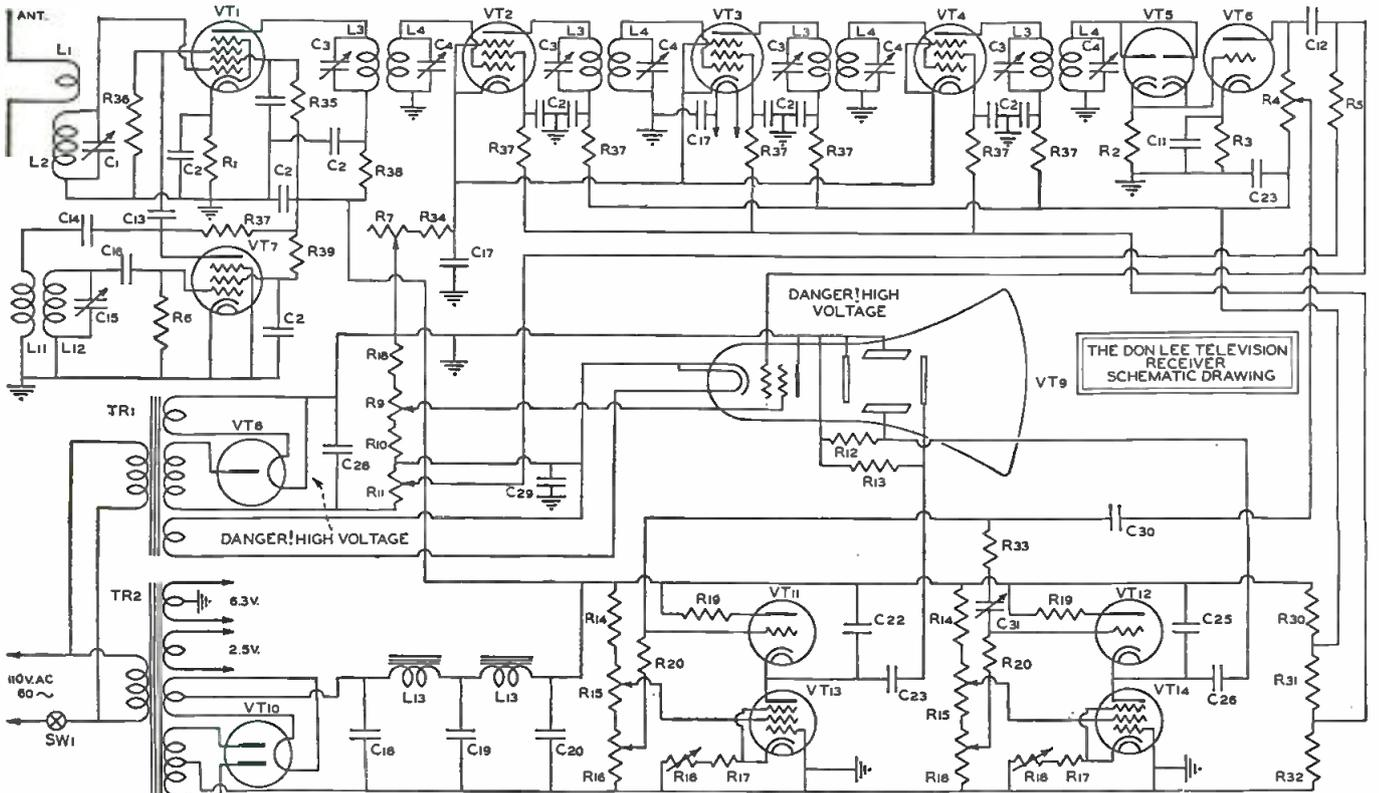 ANT.
VT1
VT2
VT3
VT4
VT5
VT6
L1
L3
L4
L3
L4
L3
L4
L3
L4
C12
C3
C4
C3
C4
C3
C4
C3
C4
R36
R35
R4
R5
L2
C1
C2
R1
C2
C2
R38
C2
R37
R37
C17
C2
R37
R37
C2
R37
R37
R2
C11
R3
C23
C14
C13
R37
VT7
R39
R7
R34
C17
C16
C15
R6
C2
L11
L12
DANGER! HIGH
VOLTAGE
THE DON LEE TELEVISION
RECEIVER
SCHEMATIC DRAWING
VT9
R18
R9
R10
R11
TR1
VT8
C28
C29
R12
R13
DANGER! HIGH VOLTAGE
C30
R33
TR2
6.3V.
2.5V.
R14
R19
VT11
C22
R14
C31
R19
VT12
C25
R30
110V.AC
60~
SW1
L13
L13
R20
R15
VT13
C23
R20
R15
VT14
C26
R31
VT10
C18
C19
C20
R16
R18
R17
R18
R18
R17
R32